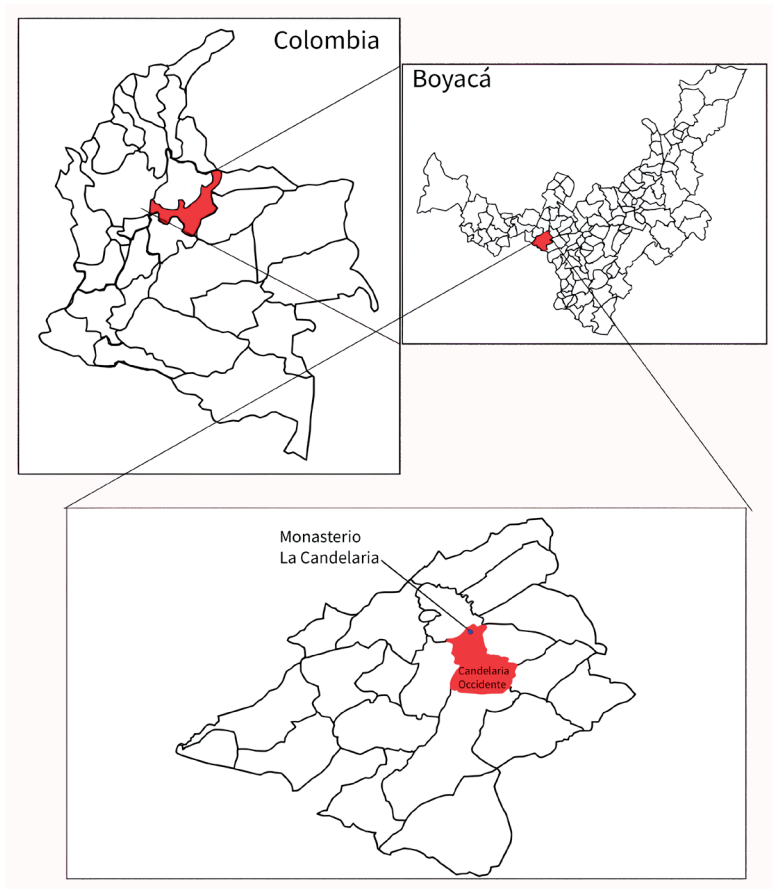 Colombia
Boyacá
Monasterio
La Candelaria
Candelaria
Occidente